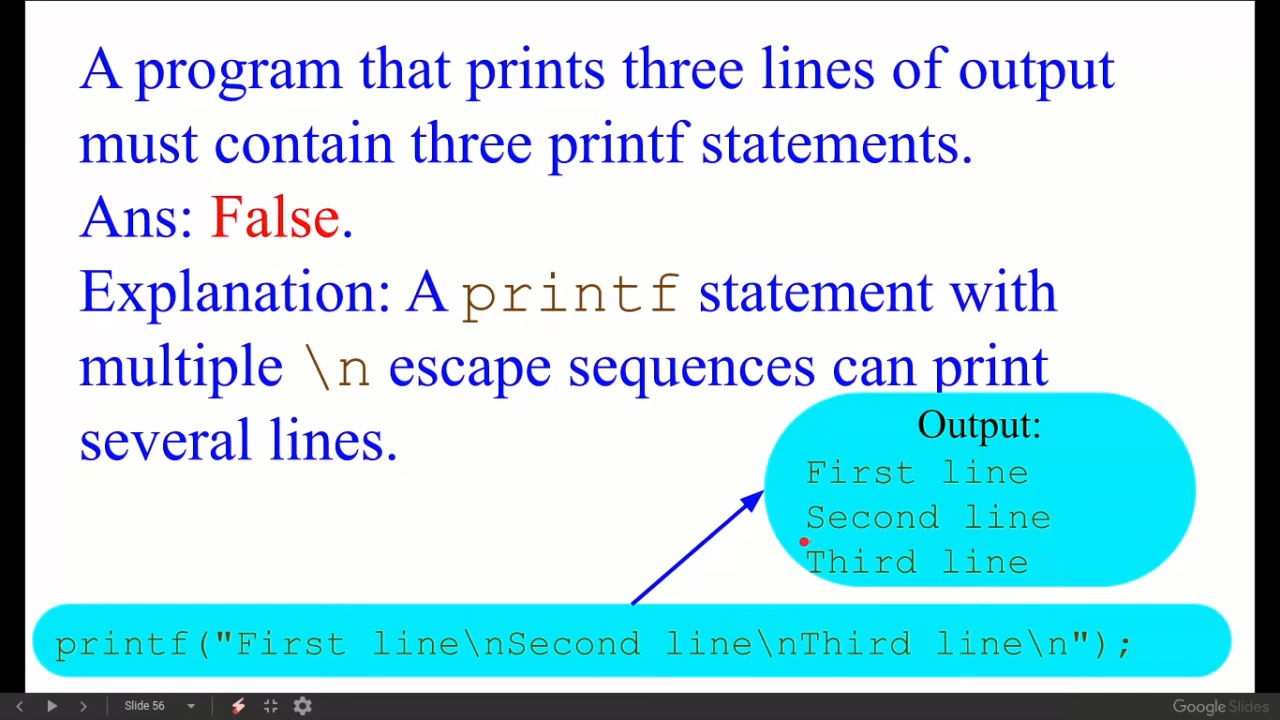 A program that prints three lines of output
must contain three printf statements.
Ans: False.
Explanation: A printf statement with
multiple \n escape sequences can print
several lines.
Output:
First line
Second line
Third line
printf("First line\nSecond line\nThird line\n");
Slide 56
Google Slides